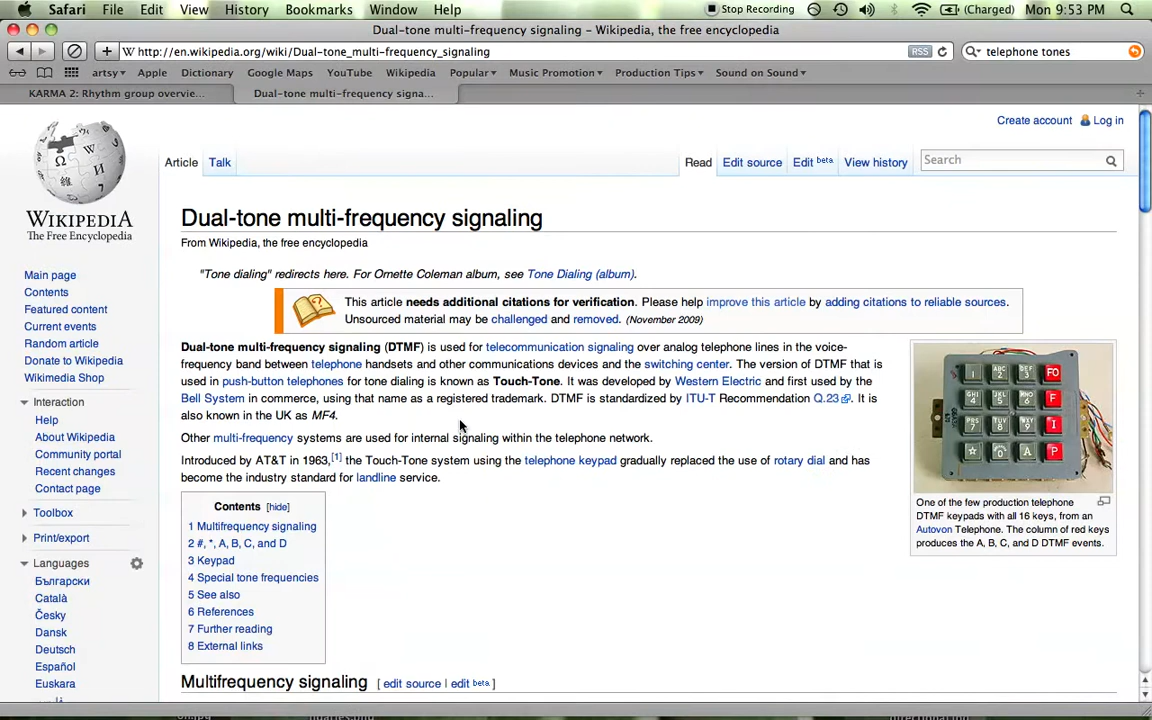 Safari File Edit View History Bookmarks Window Help Stop Recording (Charged) Mon 9:53 PM
Dual-tone multi-frequency signaling – Wikipedia, the free encyclopedia
http://en.wikipedia.org/wiki/Dual-tone_multi-frequency_signaling RSS telephone tones
artsy Apple Dictionary Google Maps YouTube Wikipedia Popular Music Promotion Production Tips Sound on Sound
KARMA 2: Rhythm group overvie... Dual-tone multi-frequency signa...
Create account Log in
Article Talk Read Edit source Edit beta View history Search
WIKIPEDIA
The Free Encyclopedia
Main page
Contents
Featured content
Current events
Random article
Donate to Wikipedia
Wikimedia Shop
Interaction
Help
About Wikipedia
Community portal
Recent changes
Contact page
Toolbox
Print/export
Languages
Български
Català
Česky
Dansk
Deutsch
Español
Euskara
Dual-tone multi-frequency signaling
From Wikipedia, the free encyclopedia
"Tone dialing" redirects here. For Ornette Coleman album, see Tone Dialing (album).
This article needs additional citations for verification. Please help improve this article by adding citations to reliable sources.
Unsourced material may be challenged and removed. (November 2009)
Dual-tone multi-frequency signaling (DTMF) is used for telecommunication signaling over analog telephone lines in the voice-
frequency band between telephone handsets and other communications devices and the switching center. The version of DTMF that is
used in push-button telephones for tone dialing is known as Touch-Tone. It was developed by Western Electric and first used by the
Bell System in commerce, using that name as a registered trademark. DTMF is standardized by ITU-T Recommendation Q.23. It is
also known in the UK as MF4.
Other multi-frequency systems are used for internal signaling within the telephone network.
Introduced by AT&T in 1963,[1] the Touch-Tone system using the telephone keypad gradually replaced the use of rotary dial and has
become the industry standard for landline service.
Contents [hide]
1 Multifrequency signaling
2 #, *, A, B, C, and D
3 Keypad
4 Special tone frequencies
5 See also
6 References
7 Further reading
8 External links
Multifrequency signaling [ edit source | edit beta ]
1 ABC 2 DEF 3 FO
GHI 4 JKL 5 MNO 6 F
PRS 7 TUV 8 WXY 9 I
A P
One of the few production telephone
DTMF keypads with all 16 keys, from an
Autovon Telephone. The column of red keys
produces the A, B, C, and D DTMF events.